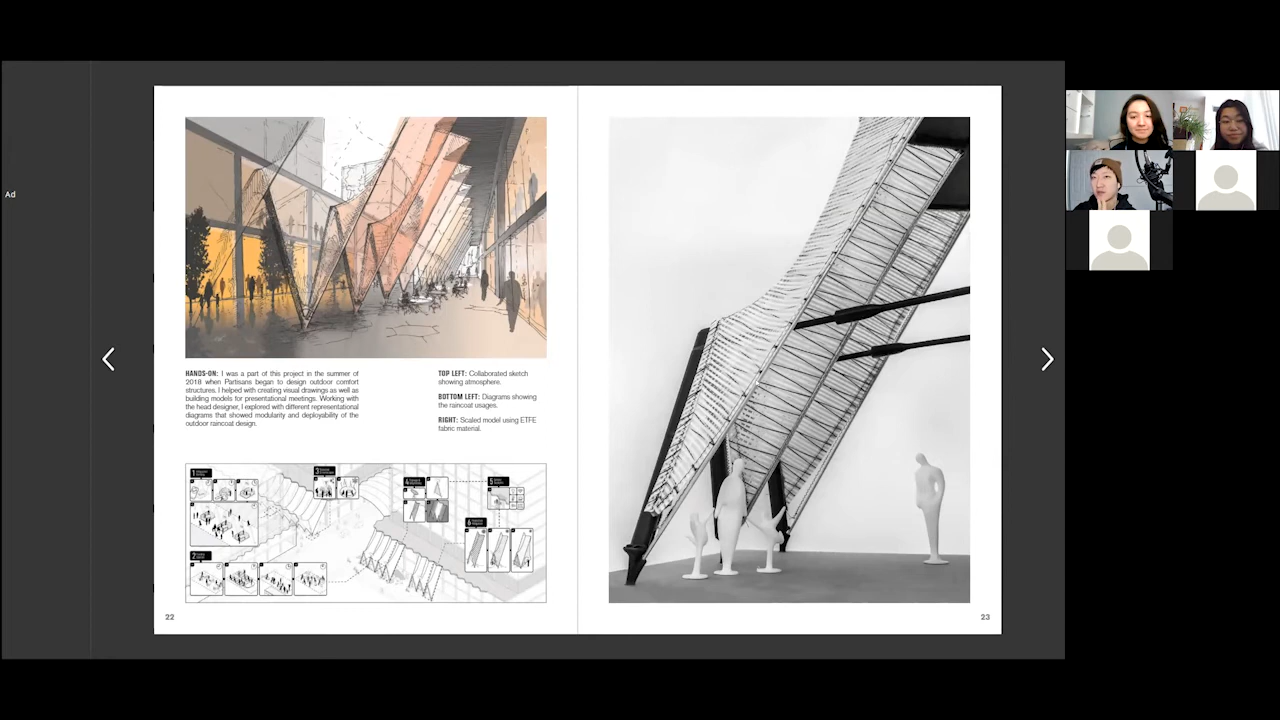 Ad
HANDS-ON: I was a part of this project in the summer of
2018 when Partisans began to design outdoor comfort
structures. I helped with creating visual drawings as well as
building models for presentational meetings. Working with
the head designer, I explored with different representational
diagrams that showed modularity and deployability of the
outdoor raincoat design.
TOP LEFT: Collaborated sketch
showing atmosphere.
BOTTOM LEFT: Diagrams showing
the raincoat usages.
RIGHT: Scaled model using ETFE
fabric material.
1
2
3
4
5
6
22
23